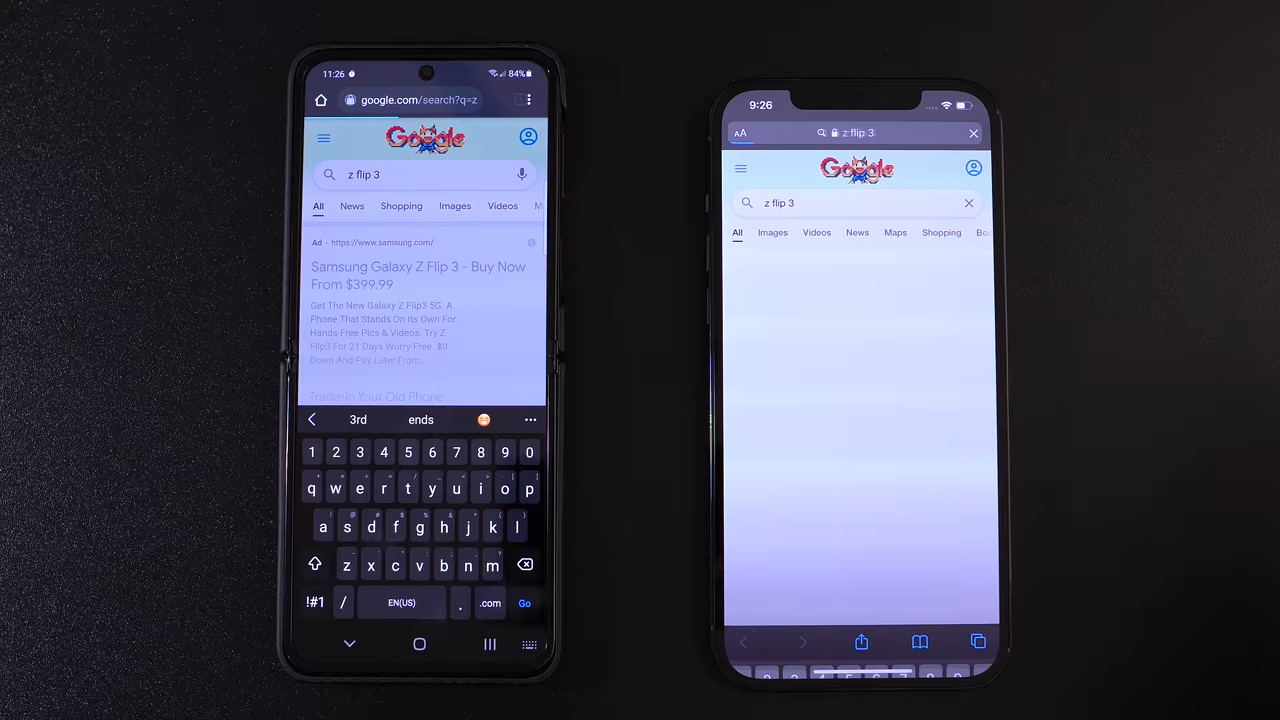 11:26
84%
google.com/search?q=z
Google
z flip 3
All News Shopping Images Videos M
Ad - https://www.samsung.com/
Samsung Galaxy Z Flip 3 - Buy Now
From $399.99
Get The New Galaxy Z Flip3 5G. A
Phone That Stands On Its Own For
Hands-Free Pics & Videos. Try Z
Flip3 For 21 Days Worry-Free. $0
Down And Pay Later From..
Trade-In Your Old Phone
3rd ends
1 2 3 4 5 6 7 8 9 0
q w e r t y u i o p
a s d f g h j k l
z x c v b n m
!#1 / EN(US) . .com Go
9:26
AA z flip 3
Google
z flip 3
All Images Videos News Maps Shopping Boo